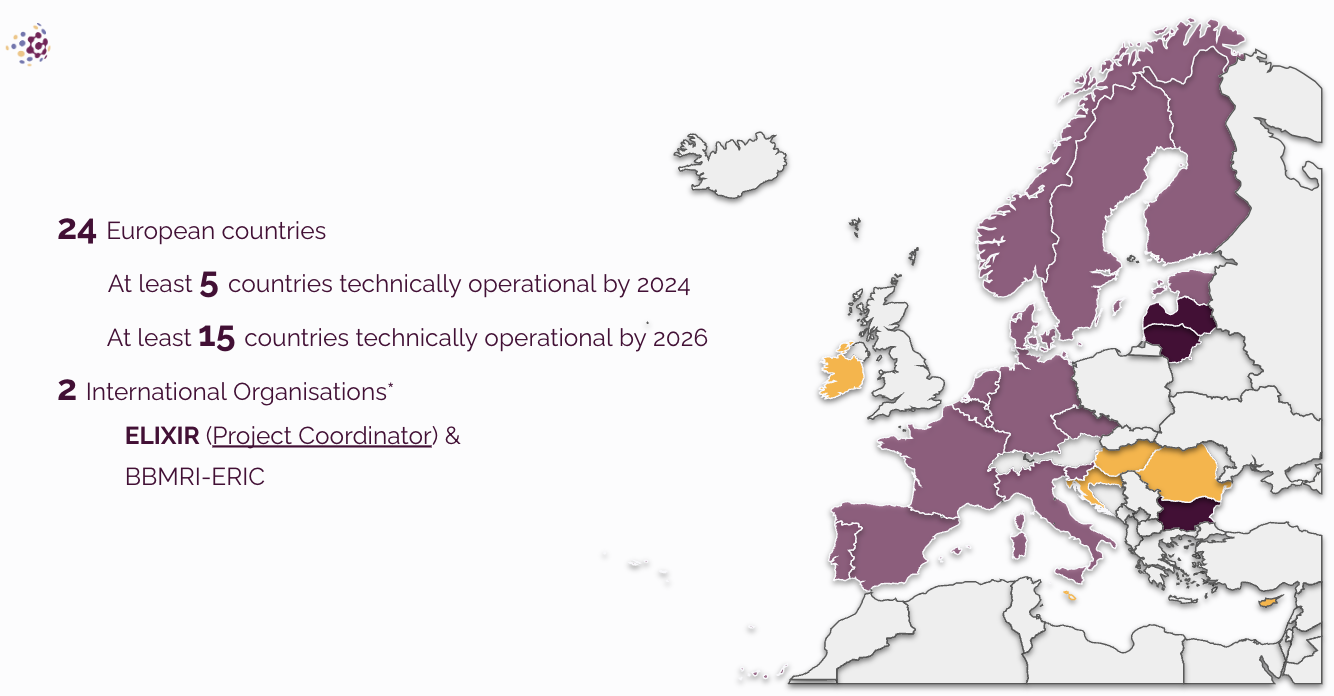 24 European countries
At least 5 countries technically operational by 2024
At least 15 countries technically operational by 2026
2 International Organisations*
ELIXIR (Project Coordinator) &
BBMRI-ERIC